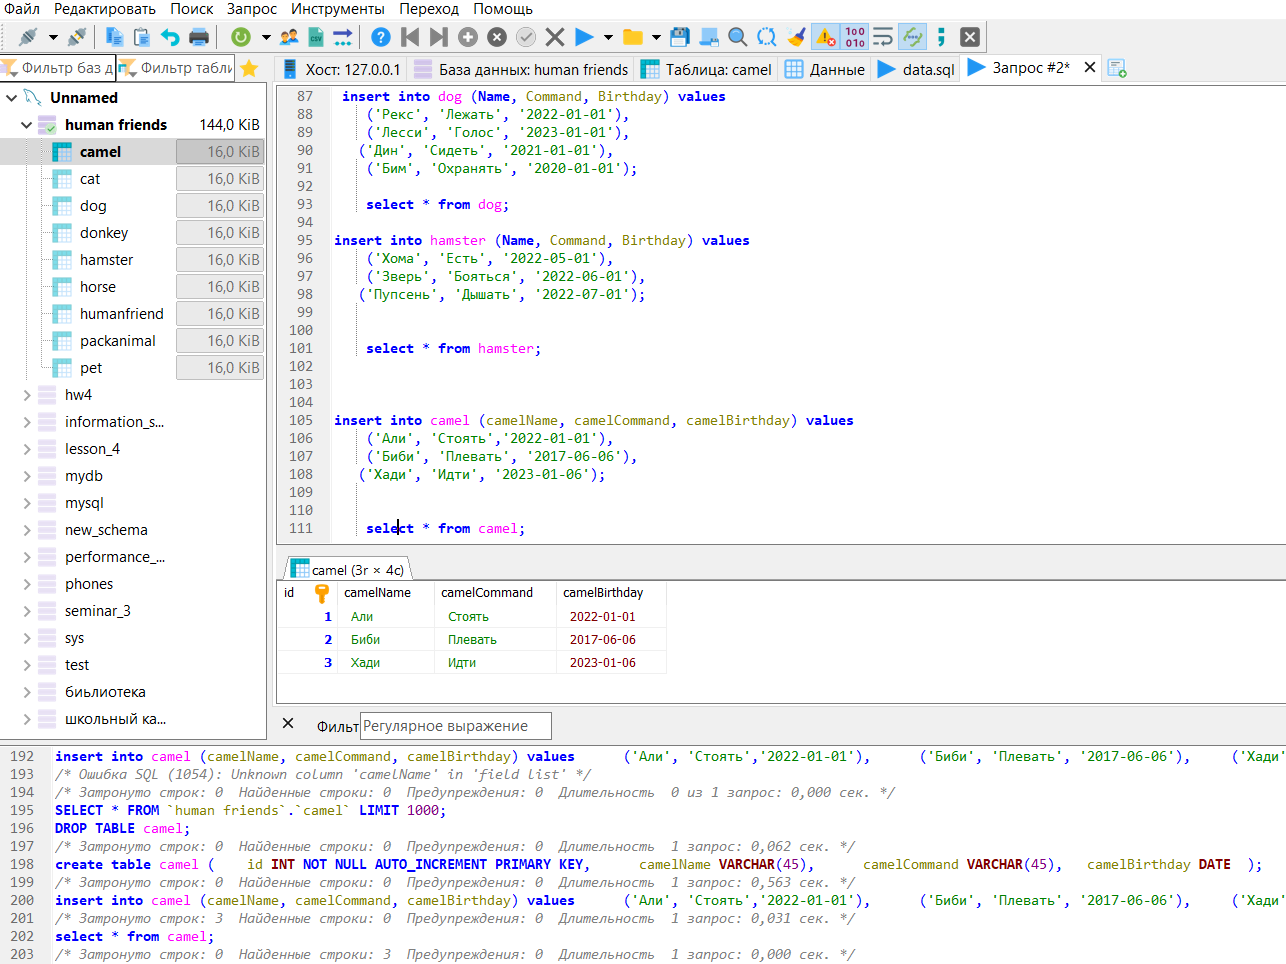 Файл Редактировать Поиск Запрос Инструменты Переход Помощь
Фильтр баз д Фильтр табли Хост: 127.0.0.1 База данных: human friends Таблица: camel Данные data.sql Запрос #2*
Unnamed
human friends 144,0 KiB
camel 16,0 KiB
cat 16,0 KiB
dog 16,0 KiB
donkey 16,0 KiB
hamster 16,0 KiB
horse 16,0 KiB
humanfriend 16,0 KiB
packanimal 16,0 KiB
pet 16,0 KiB
hw4
information_s...
lesson_4
mydb
mysql
new_schema
performance_...
phones
seminar_3
sys
test
биьлиотека
школьный ка...
87 insert into dog (Name, Command, Birthday) values
88 ('Рекс', 'Лежать', '2022-01-01'),
89 ('Лесси', 'Голос', '2023-01-01'),
90 ('Дин', 'Сидеть', '2021-01-01'),
91 ('Бим', 'Охранять', '2020-01-01');
92
93 select * from dog;
94
95 insert into hamster (Name, Command, Birthday) values
96 ('Хома', 'Есть', '2022-05-01'),
97 ('Зверь', 'Бояться', '2022-06-01'),
98 ('Пупсень', 'Дышать', '2022-07-01');
99
100
101 select * from hamster;
102
103
104
105 insert into camel (camelName, camelCommand, camelBirthday) values
106 ('Али', 'Стоять','2022-01-01'),
107 ('Биби', 'Плевать', '2017-06-06'),
108 ('Хади', 'Идти', '2023-01-06');
109
110
111 select * from camel;
camel (3r × 4c)
id camelName camelCommand camelBirthday
1 Али Стоять 2022-01-01
2 Биби Плевать 2017-06-06
3 Хади Идти 2023-01-06
Фильт Регулярное выражение
192 insert into camel (camelName, camelCommand, camelBirthday) values ('Али', 'Стоять','2022-01-01'), ('Биби', 'Плевать', '2017-06-06'), ('Хади'
193 /* Ошибка SQL (1054): Unknown column 'camelName' in 'field list' */
194 /* Затронуто строк: 0 Найденные строки: 0 Предупреждения: 0 Длительность 0 из 1 запрос: 0,000 сек. */
195 SELECT * FROM `human friends`.`camel` LIMIT 1000;
196 DROP TABLE camel;
197 /* Затронуто строк: 0 Найденные строки: 0 Предупреждения: 0 Длительность 1 запрос: 0,062 сек. */
198 create table camel ( id INT NOT NULL AUTO_INCREMENT PRIMARY KEY, camelName VARCHAR(45), camelCommand VARCHAR(45), camelBirthday DATE );
199 /* Затронуто строк: 0 Найденные строки: 0 Предупреждения: 0 Длительность 1 запрос: 0,563 сек. */
200 insert into camel (camelName, camelCommand, camelBirthday) values ('Али', 'Стоять','2022-01-01'), ('Биби', 'Плевать', '2017-06-06'), ('Хади'
201 /* Затронуто строк: 3 Найденные строки: 0 Предупреждения: 0 Длительность 1 запрос: 0,031 сек. */
202 select * from camel;
203 /* Затронуто строк: 0 Найденные строки: 3 Предупреждения: 0 Длительность 1 запрос: 0,000 сек. */